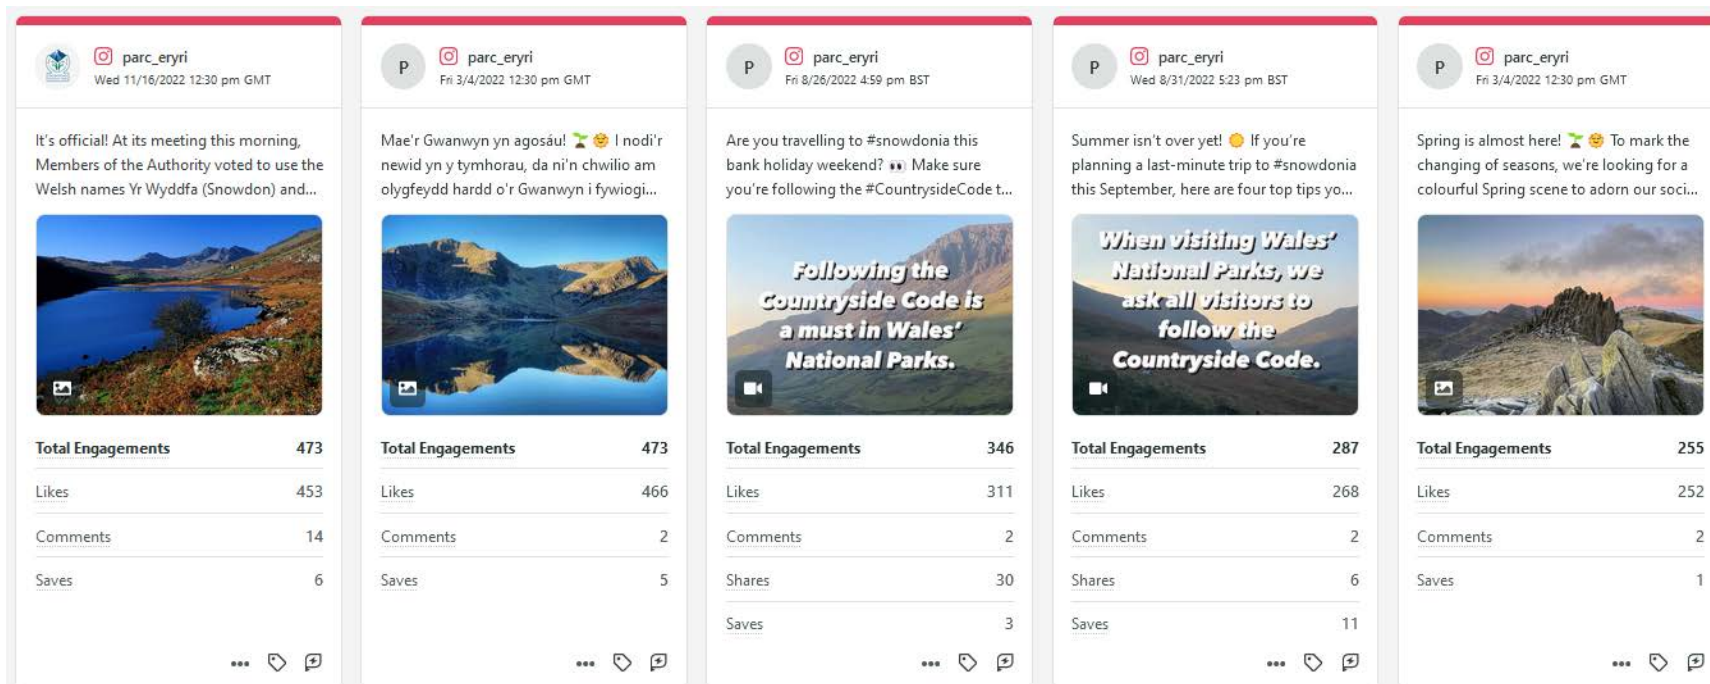 parc_eryri
Wed 11/16/2022 12:30 pm GMT
It's official! At its meeting this morning,
Members of the Authority voted to use the
Welsh names Yr Wyddfa (Snowdon) and...
Total Engagements 473
Likes 453
Comments 14
Saves 6
P
parc_eryri
Fri 3/4/2022 12:30 pm GMT
Mae'r Gwanwyn yn agosáu! 🌱 🌞 I nodi'r
newid yn y tymhorau, da ni'n chwilio am
olygfeydd hardd o'r Gwanwyn i fywiogi...
Total Engagements 473
Likes 466
Comments 2
Saves 5
P
parc_eryri
Fri 8/26/2022 4:59 pm BST
Are you travelling to #snowdonia this
bank holiday weekend? 👀 Make sure
you're following the #CountrysideCode t...
Following the
Countryside Code is
a must in Wales'
National Parks.
Total Engagements 346
Likes 311
Comments 2
Shares 30
Saves 3
P
parc_eryri
Wed 8/31/2022 5:23 pm BST
Summer isn't over yet! 🌞 If you're
planning a last-minute trip to #snowdonia
this September, here are four top tips yo...
When visiting Wales'
National Parks, we
ask all visitors to
follow the
Countryside Code.
Total Engagements 287
Likes 268
Comments 2
Shares 6
Saves 11
P
parc_eryri
Fri 3/4/2022 12:30 pm GMT
Spring is almost here! 🌱 🌞 To mark the
changing of seasons, we're looking for a
colourful Spring scene to adorn our soci...
Total Engagements 255
Likes 252
Comments 2
Saves 1